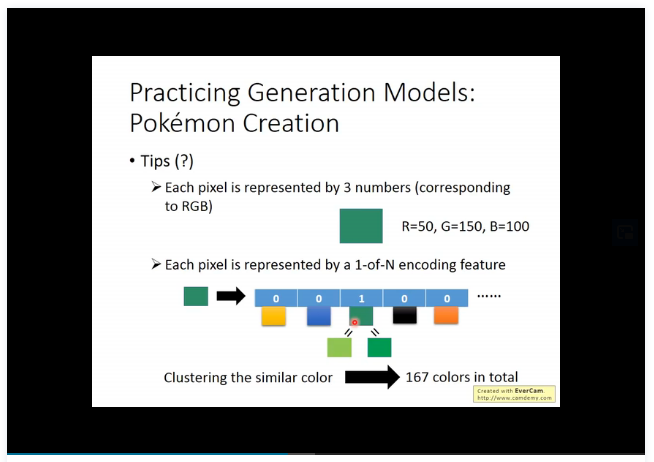 Practicing Generation Models:
Pokémon Creation
• Tips (?)
➢ Each pixel is represented by 3 numbers (corresponding
to RGB)
R=50, G=150, B=100
➢ Each pixel is represented by a 1-of-N encoding feature
0 0 1 0 0 ……
=
=
Clustering the similar color
167 colors in total
Created with EverCam.
http://www.camdemy.com